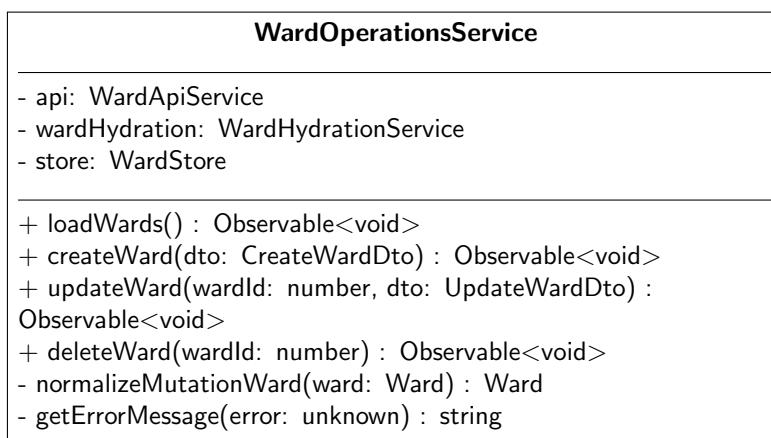 WardOperationsService
- api: WardApiService
- wardHydration: WardHydrationService
- store: WardStore
+ loadWards() : Observable<void>
+ createWard(dto: CreateWardDto) : Observable<void>
+ updateWard(wardId: number, dto: UpdateWardDto) :
Observable<void>
+ deleteWard(wardId: number) : Observable<void>
- normalizeMutationWard(ward: Ward) : Ward
- getErrorMessage(error: unknown) : string